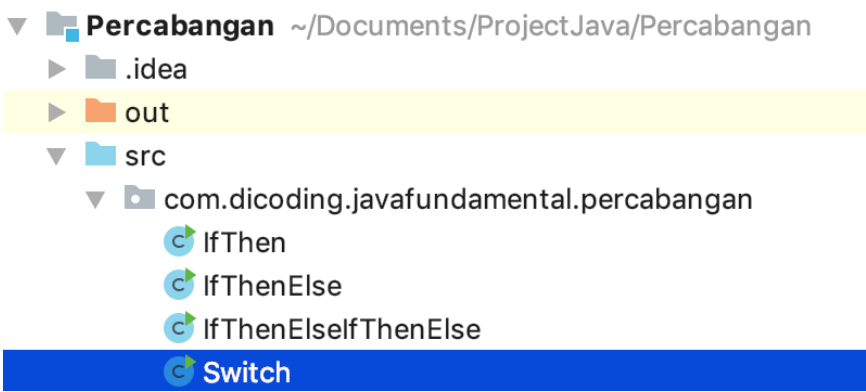 Percabangan ~/Documents/ProjectJava/Percabangan
.idea
out
src
com.dicoding.javafundamental.percabangan
C IfThen
C IfThenElse
C IfThenElseIfThenElse
C Switch